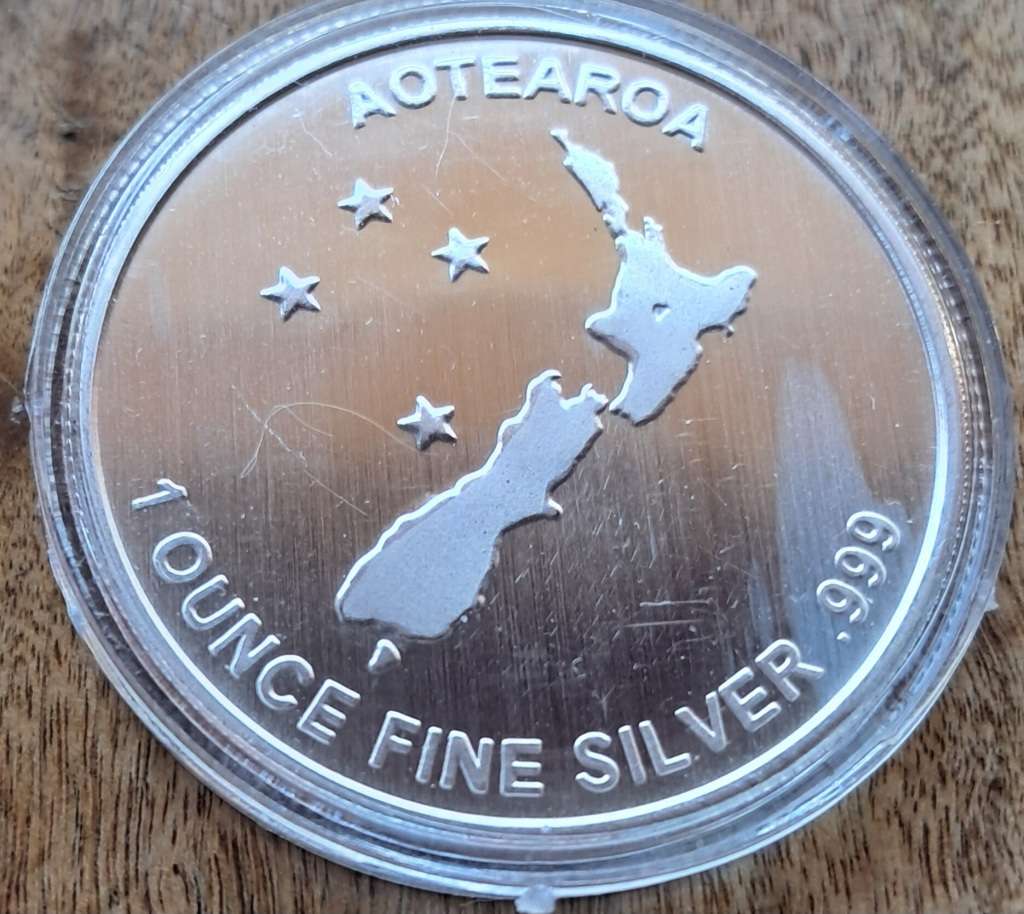 AOTEAROA
1 OUNCE FINE SILVER .999